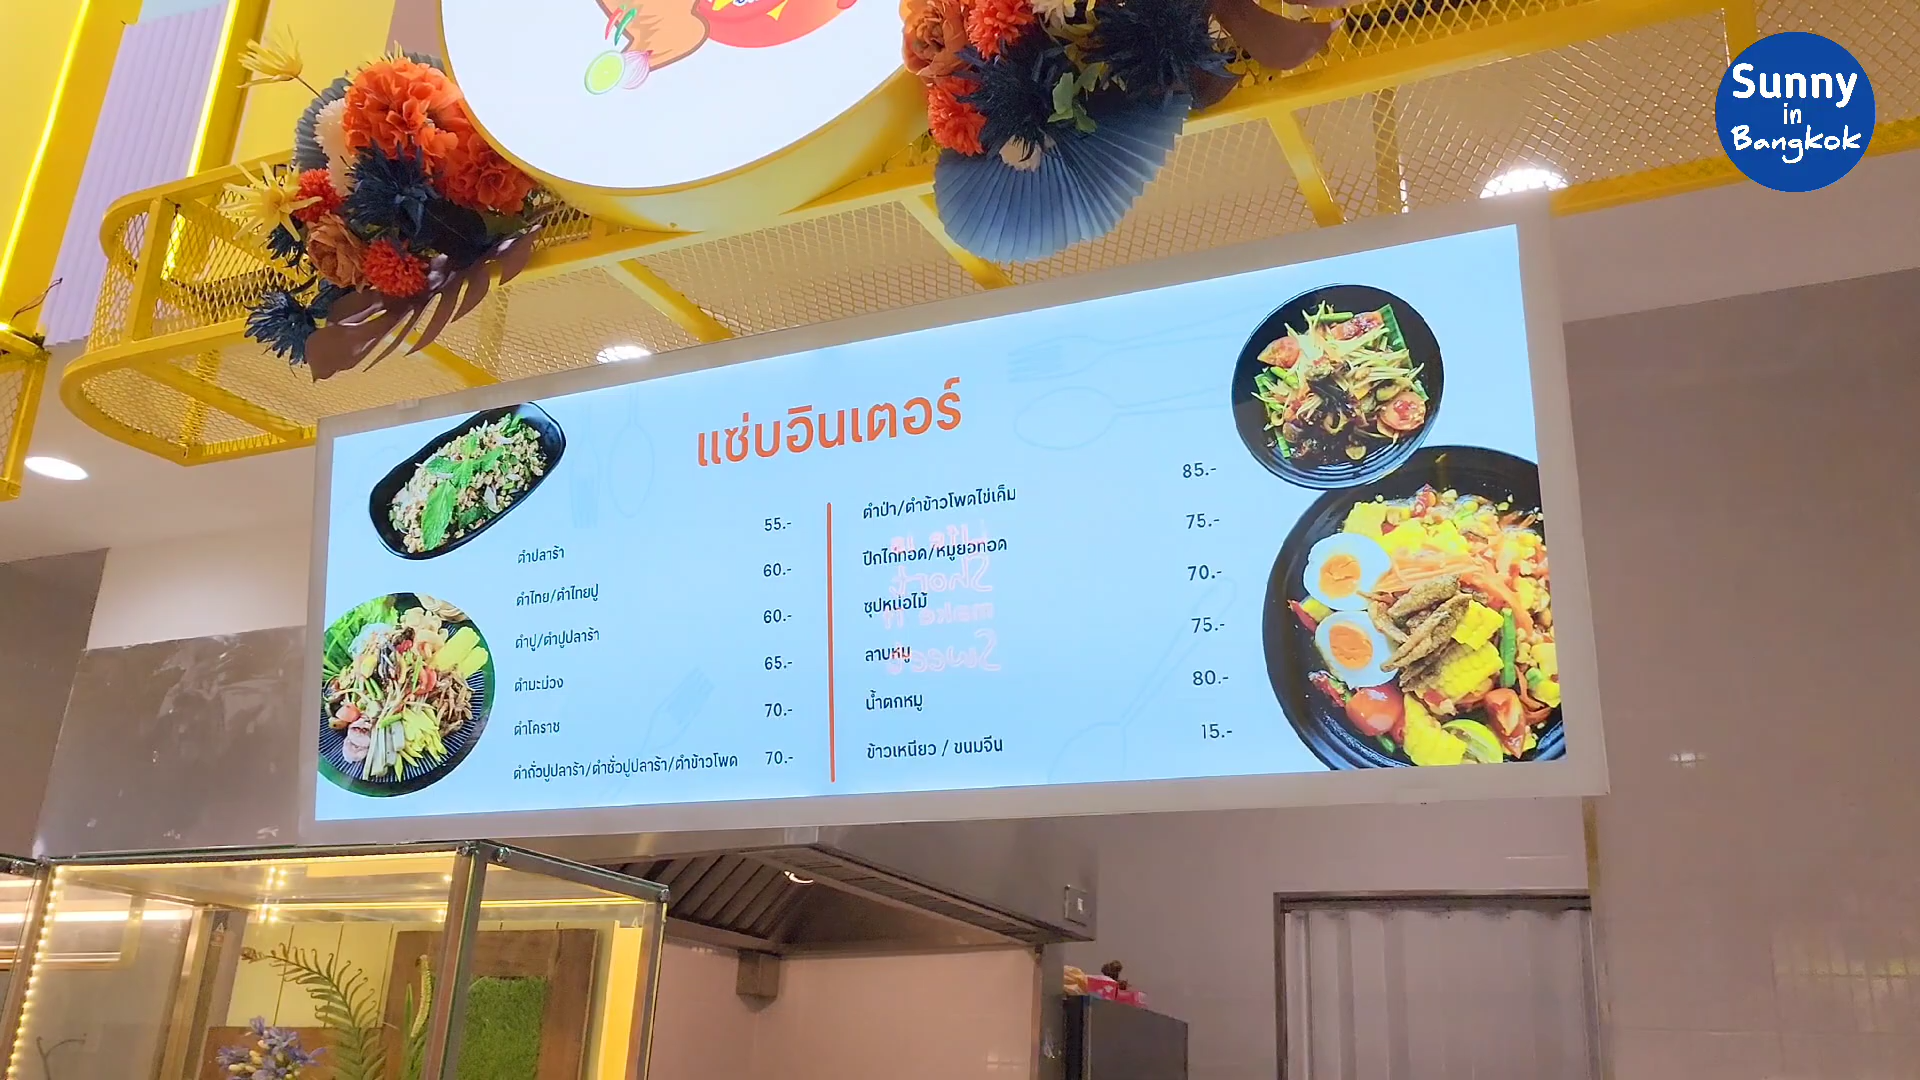 Sunny
in
Bangkok
แซ่บอินเตอร์
ตำปลาร้า 55.-
ตำไทย/ตำไทยปู 60.-
ตำปู/ตำปูปลาร้า 60.-
ตำมะม่วง 65.-
ตำโคราช 70.-
ตำถั่วปูปลาร้า/ตำซั่วปูปลาร้า/ตำข้าวโพด 70.-
ตำป่า/ตำข้าวโพดไข่เค็ม 85.-
ปีกไก่ทอด/หมูยอทอด 75.-
ซุปหน่อไม้ 70.-
ลาบหมู 75.-
น้ำตกหมู 80.-
ข้าวเหนียว / ขนมจีน 15.-
Life is
Short
make it
Sweet